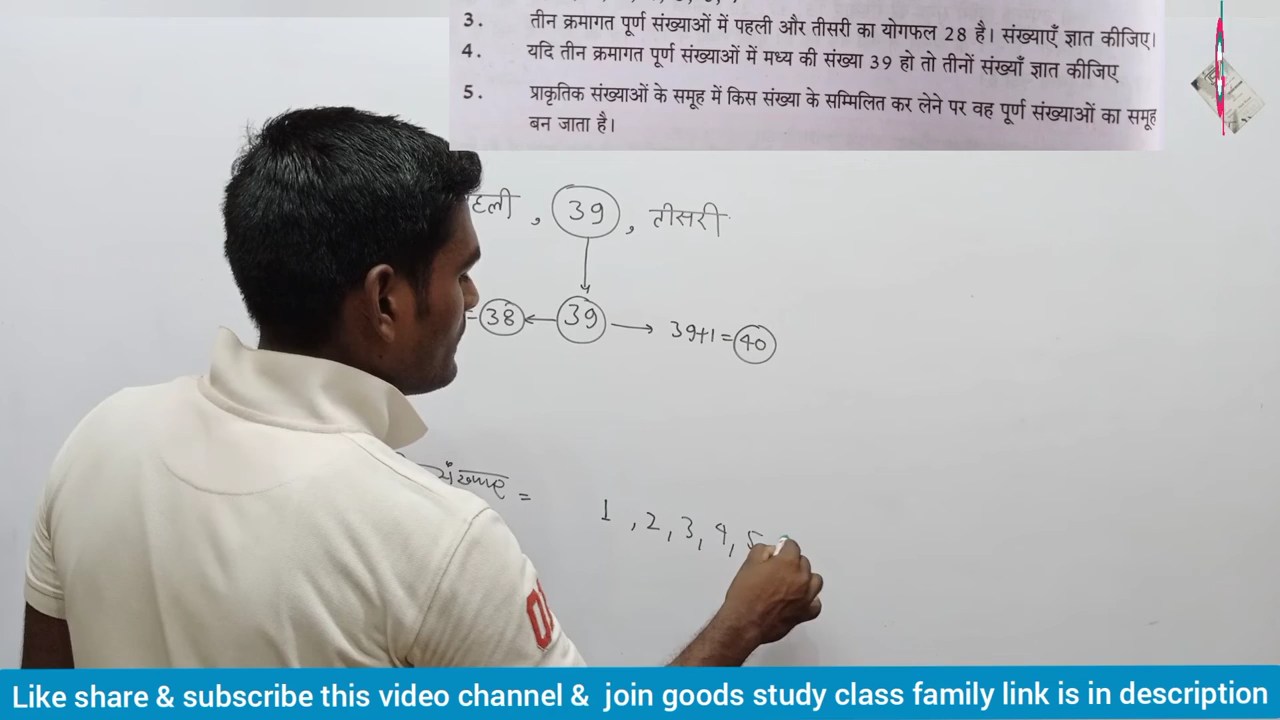 3. तीन क्रमागत पूर्ण संख्याओं में पहली और तीसरी का योगफल 28 है। संख्याएँ ज्ञात कीजिए।
4. यदि तीन क्रमागत पूर्ण संख्याओं में मध्य की संख्या 39 हो तो तीनों संख्याँ ज्ञात कीजिए
5. प्राकृतिक संख्याओं के समूह में किस संख्या के सम्मिलित कर लेने पर वह पूर्ण संख्याओं का समूह
बन जाता है।
, 39, तीसरी
= 38 ← 39 → 39+1 = 40
=
1, 2, 3, 4, 5
Like share & subscribe this video channel & join goods study class family link is in description